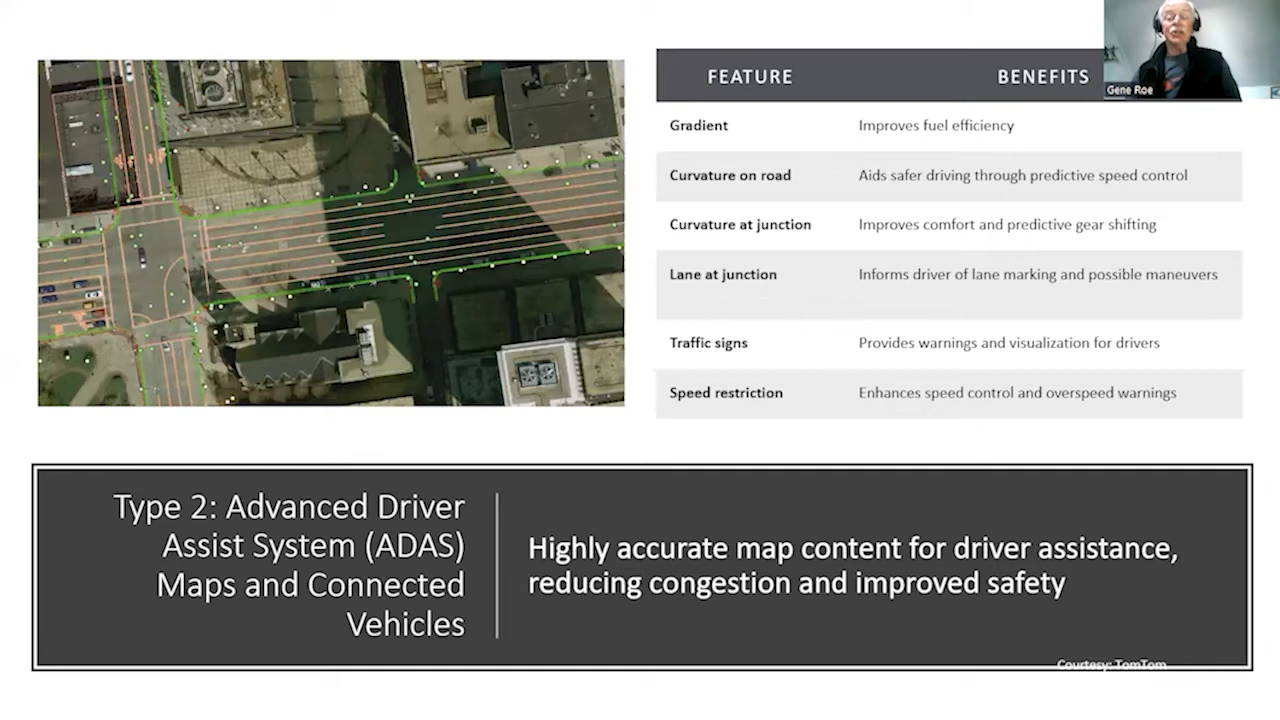 FEATURE BENEFITS
Gene Roe
Gradient Improves fuel efficiency
Curvature on road Aids safer driving through predictive speed control
Curvature at junction Improves comfort and predictive gear shifting
Lane at junction Informs driver of lane marking and possible maneuvers
Traffic signs Provides warnings and visualization for drivers
Speed restriction Enhances speed control and overspeed warnings
Type 2: Advanced Driver
Assist System (ADAS)
Maps and Connected
Vehicles
Highly accurate map content for driver assistance,
reducing congestion and improved safety
Courtesy: TomTom